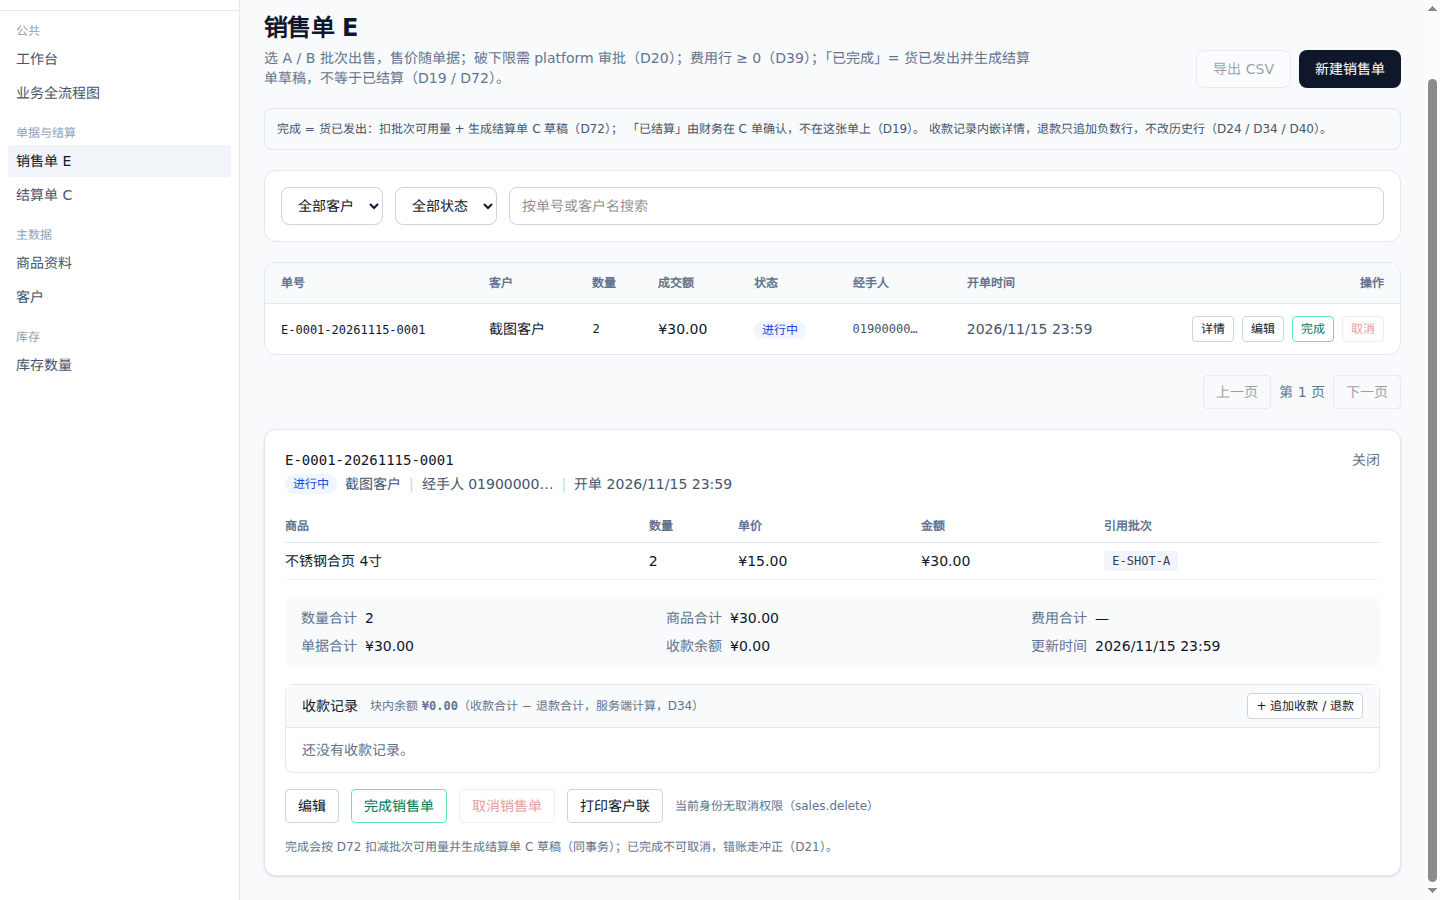 公共
工作台
业务全流程图
单据与结算
销售单 E
结算单 C
主数据
商品资料
客户
库存
库存数量
销售单 E
选 A / B 批次出售，售价随单据；破下限需 platform 审批（D20）；费用行 ≥ 0（D39）；「已完成」= 货已发出并生成结算
单草稿，不等于已结算（D19 / D72）。
导出 CSV
新建销售单
完成 = 货已发出：扣批次可用量 + 生成结算单 C 草稿（D72）； 「已结算」由财务在 C 单确认，不在这张单上（D19）。 收款记录内嵌详情，退款只追加负数行，不改历史行（D24 / D34 / D40）。
全部客户
全部状态
按单号或客户名搜索
单号 客户 数量 成交额 状态 经手人 开单时间 操作
E-0001-20261115-0001 截图客户 2 ¥30.00 进行中 01900000… 2026/11/15 23:59 详情 编辑 完成 取消
上一页 第 1 页 下一页
E-0001-20261115-0001 关闭
进行中 截图客户 | 经手人 01900000… | 开单 2026/11/15 23:59
商品 数量 单价 金额 引用批次
不锈钢合页 4寸 2 ¥15.00 ¥30.00 E-SHOT-A
数量合计 2 商品合计 ¥30.00 费用合计 —
单据合计 ¥30.00 收款余额 ¥0.00 更新时间 2026/11/15 23:59
收款记录 块内余额 ¥0.00（收款合计 − 退款合计，服务端计算，D34） + 追加收款 / 退款
还没有收款记录。
编辑 完成销售单 取消销售单 打印客户联 当前身份无取消权限（sales.delete）
完成会按 D72 扣减批次可用量并生成结算单 C 草稿（同事务）；已完成不可取消，错账走冲正（D21）。